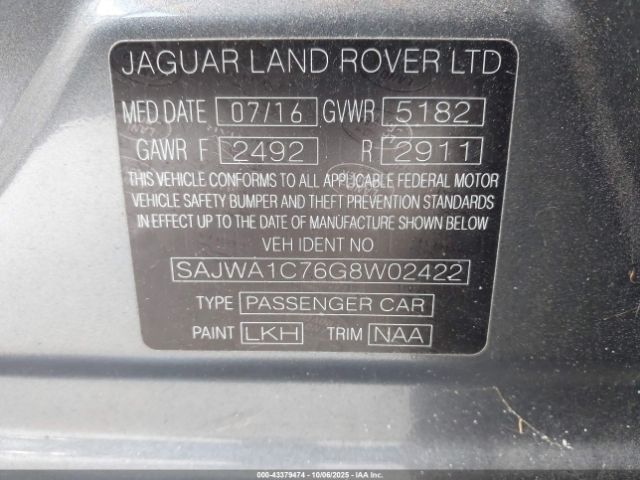 JAGUAR LAND ROVER LTD
MFD DATE 07/16 GVWR 5182
GAWR F 2492 R 2911
THIS VEHICLE CONFORMS TO ALL APPLICABLE FEDERAL MOTOR
VEHICLE SAFETY BUMPER AND THEFT PREVENTION STANDARDS
IN EFFECT UP TO THE DATE OF MANUFACTURE SHOWN BELOW
VEH IDENT NO
SAJWA1C76G8W02422
TYPE PASSENGER CAR
PAINT LKH TRIM NAA
000-43379474 | 10/06/2025 | IAAI.COM